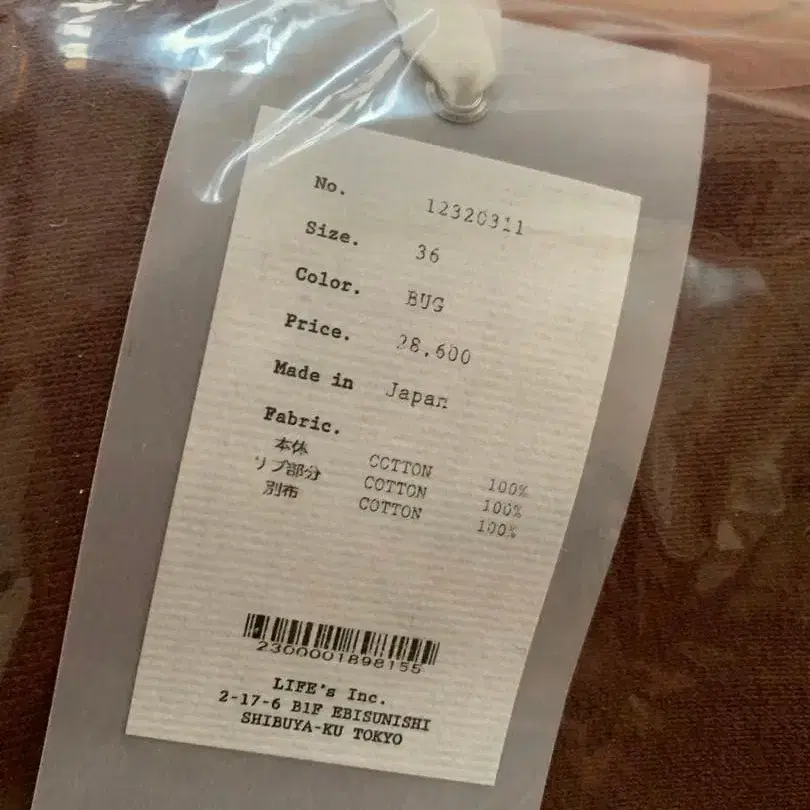 No. 12320311
Size. 36
Color. BUG
Price. 28,600
Made in Japan
Fabric.
本体 COTTON 100%
リブ部分 COTTON 100%
別布 COTTON 100%
2300001898155
LIFE's Inc.
2-17-6 B1F EBISUNISHI
SHIBUYA-KU TOKYO